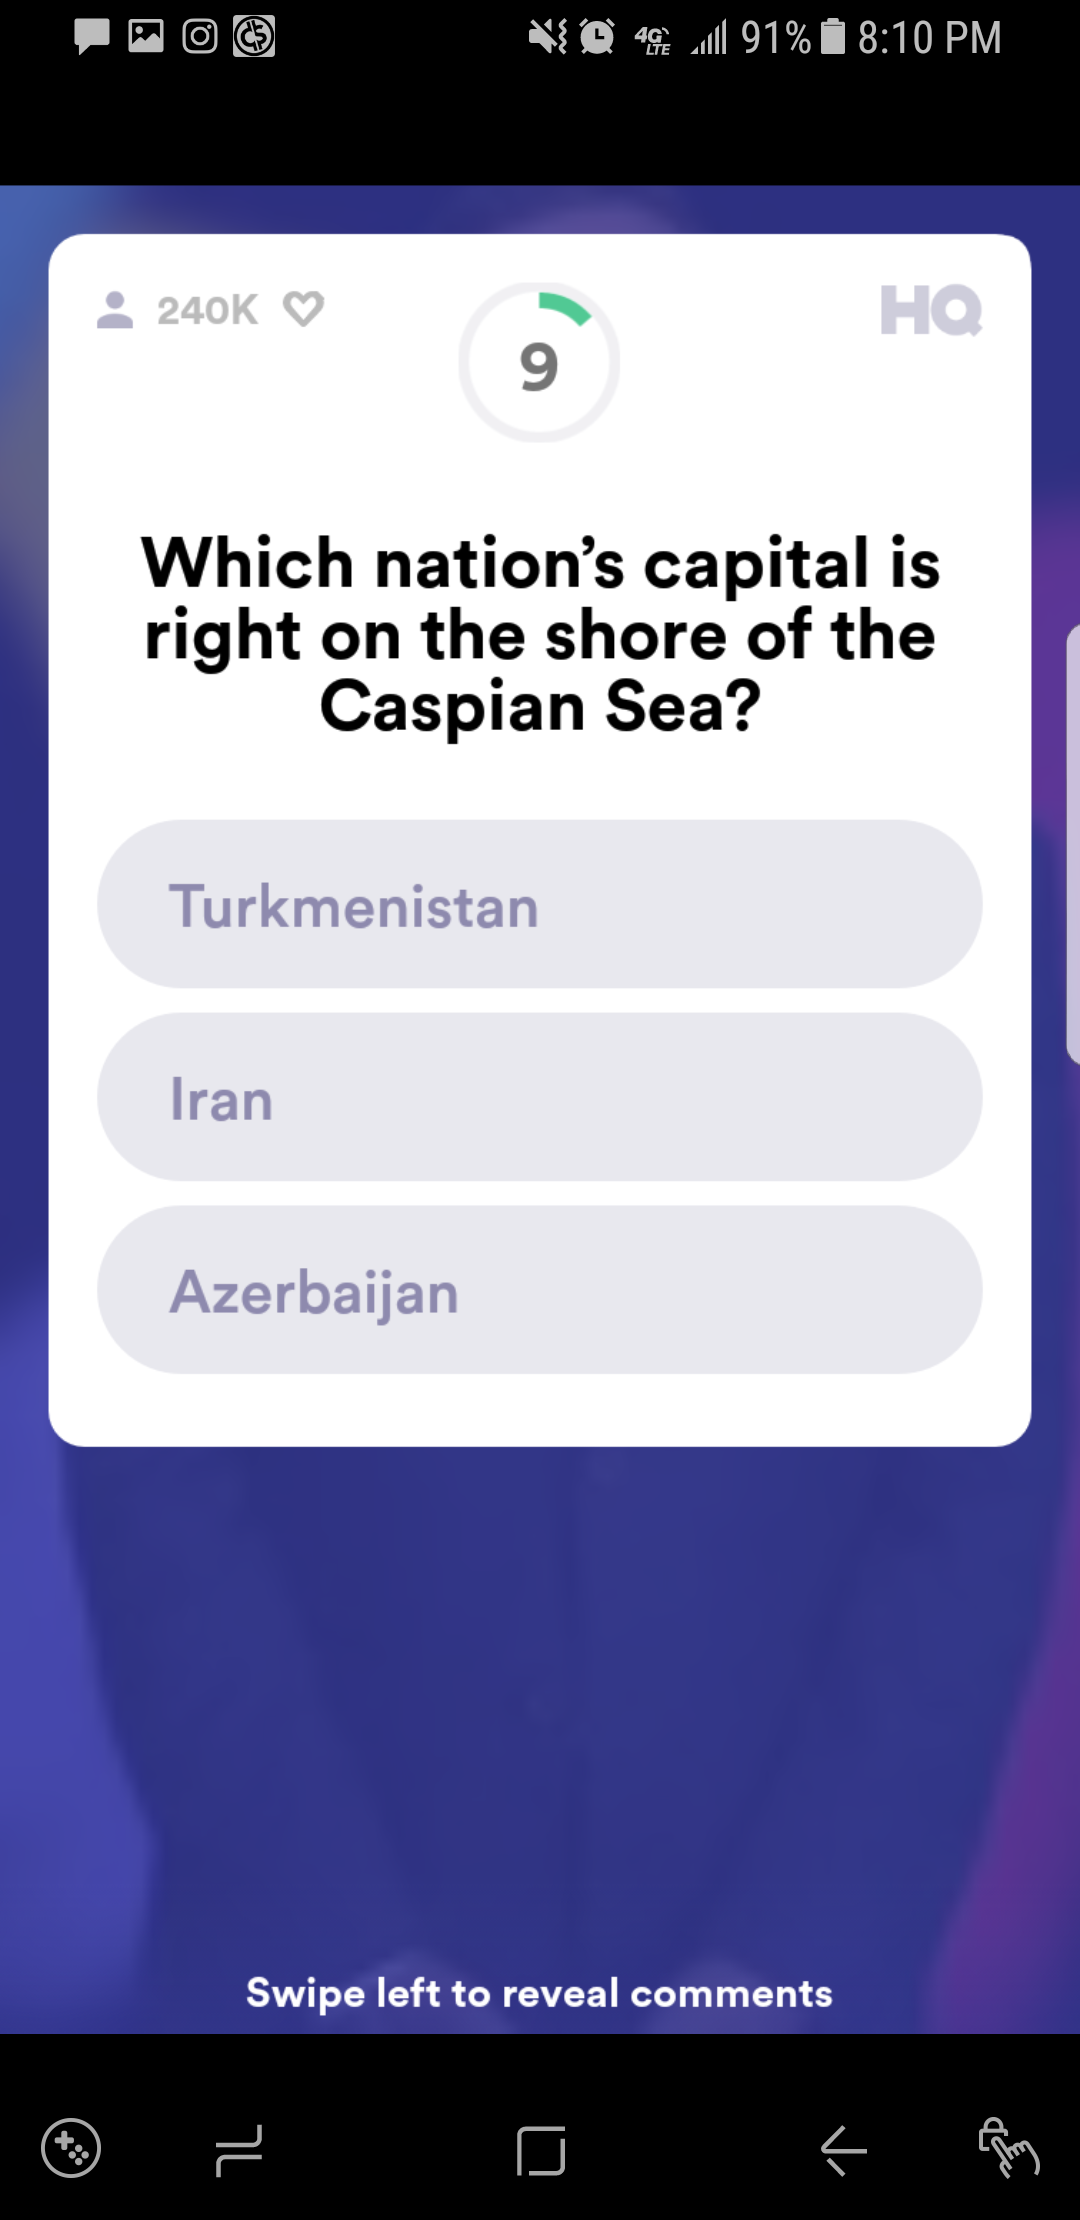 4G LTE 91% 8:10 PM
240K
9
HQ
Which nation's capital is
right on the shore of the
Caspian Sea?
Turkmenistan
Iran
Azerbaijan
Swipe left to reveal comments